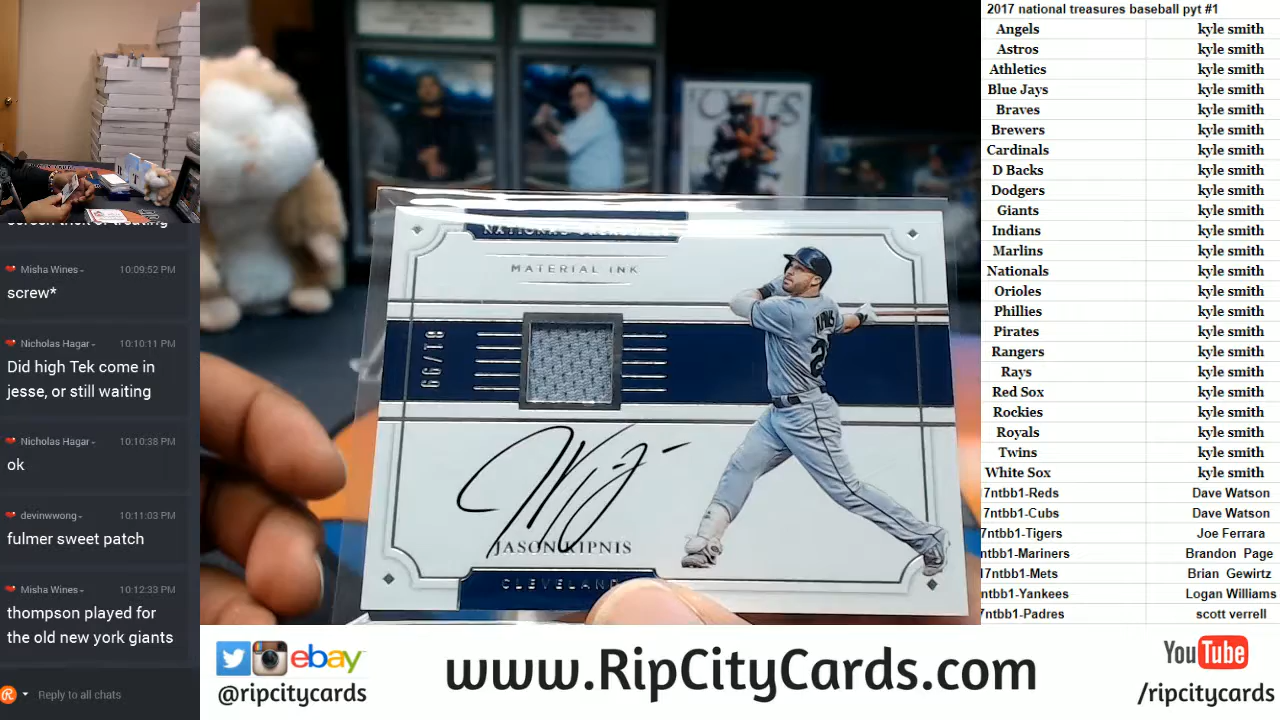 Misha Wines
10:09:52 PM
screw*
Nicholas Hagar
10:10:11 PM
Did high Tek come in
jesse, or still waiting
Nicholas Hagar
10:10:38 PM
ok
devinwwong
10:11:03 PM
fulmer sweet patch
Misha Wines
10:12:33 PM
thompson played for
the old new york giants
Reply to all chats
MATERIAL INK
81/99
JASON KIPNIS
CLEVELAND
KIPNIS
2017 national treasures baseball pyt #1
Angels kyle smith
Astros kyle smith
Athletics kyle smith
Blue Jays kyle smith
Braves kyle smith
Brewers kyle smith
Cardinals kyle smith
D Backs kyle smith
Dodgers kyle smith
Giants kyle smith
Indians kyle smith
Marlins kyle smith
Nationals kyle smith
Orioles kyle smith
Phillies kyle smith
Pirates kyle smith
Rangers kyle smith
Rays kyle smith
Red Sox kyle smith
Rockies kyle smith
Royals kyle smith
Twins kyle smith
White Sox kyle smith
7ntbb1-Reds Dave Watson
7ntbb1-Cubs Dave Watson
7ntbb1-Tigers Joe Ferrara
ntbb1-Mariners Brandon Page
17ntbb1-Mets Brian Gewirtz
ntbb1-Yankees Logan Williams
7ntbb1-Padres scott verrell
ebay
@ripcitycards
www.RipCityCards.com
YouTube
/ripcitycards